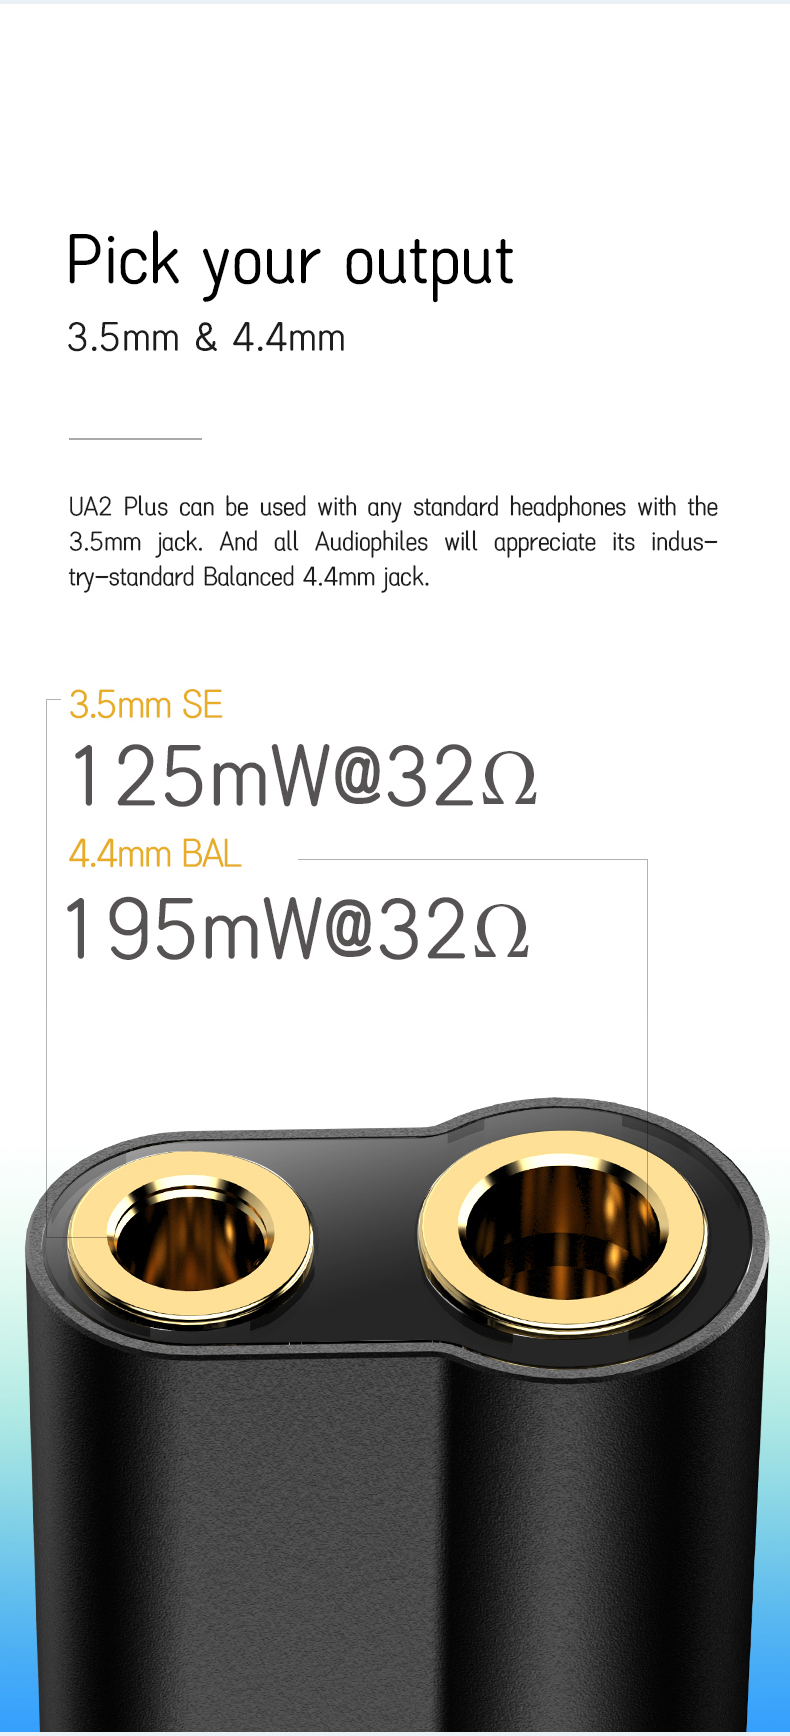 Pick your output
3.5mm & 4.4mm
UA2 Plus can be used with any standard headphones with the
3.5mm jack. And all Audiophiles will appreciate its indus-
try-standard Balanced 4.4mm jack.
3.5mm SE
125mW@32Ω
4.4mm BAL
195mW@32Ω